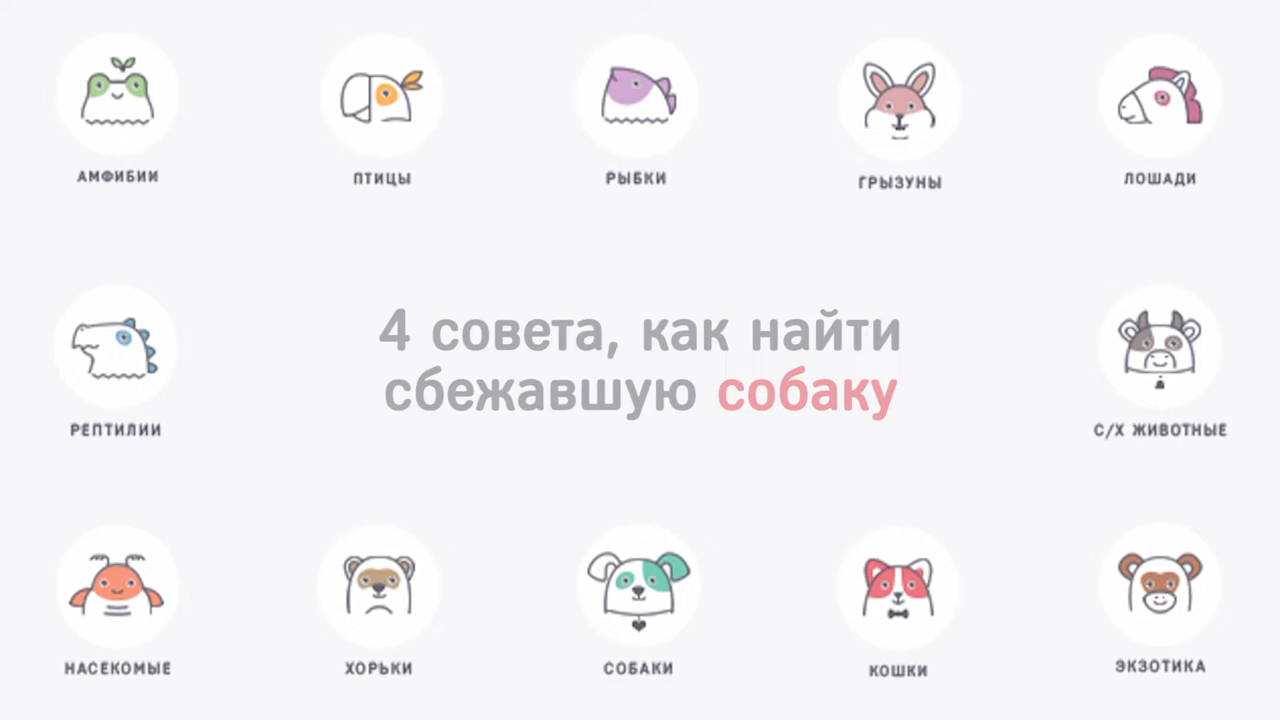 АМФИБИИ
ПТИЦЫ
РЫБКИ
ГРЫЗУНЫ
ЛОШАДИ
РЕПТИЛИИ
4 совета, как найти
сбежавшую собаку
С/Х ЖИВОТНЫЕ
НАСЕКОМЫЕ
ХОРЬКИ
СОБАКИ
КОШКИ
ЭКЗОТИКА